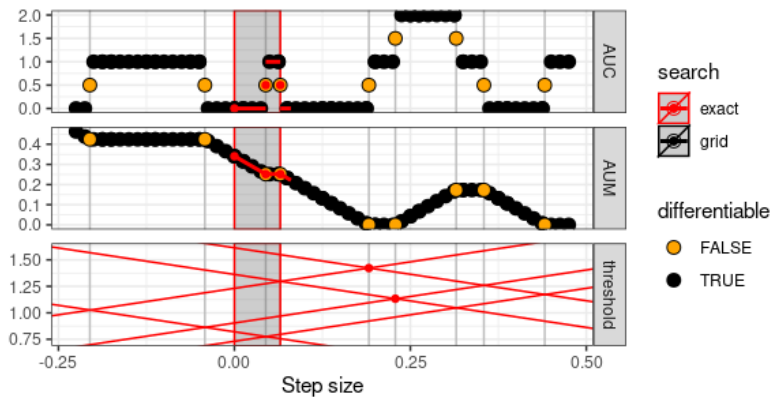 2.0
1.5
1.0
0.5
0.0
AUC
0.4
0.3
0.2
0.1
0.0
AUM
1.50
1.25
1.00
0.75
threshold
-0.25
0.00
0.25
0.50
Step size
search
exact
grid
differentiable
FALSE
TRUE